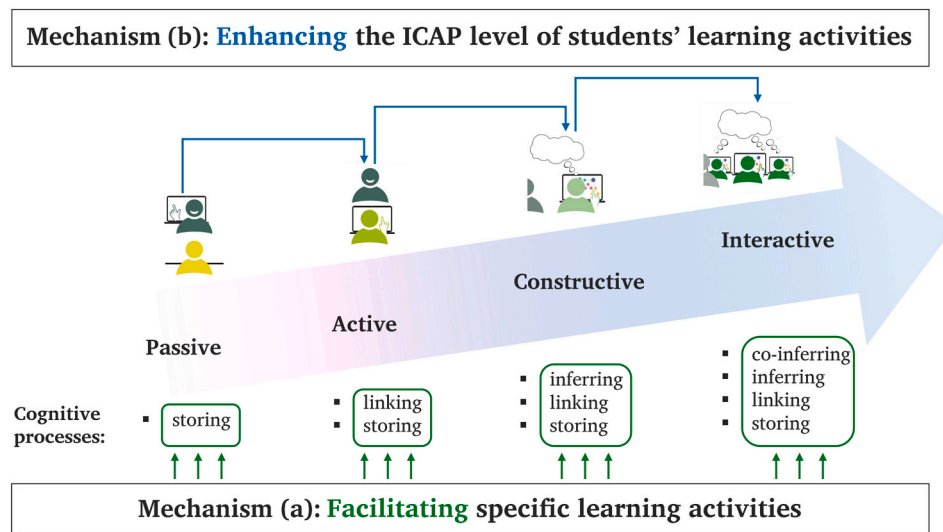 Mechanism (b): Enhancing the ICAP level of students’ learning activities
Interactive
Constructive
Active
Passive
Cognitive processes:
▪ storing
▪ linking
▪ storing
▪ inferring
▪ linking
▪ storing
▪ co-inferring
▪ inferring
▪ linking
▪ storing
Mechanism (a): Facilitating specific learning activities